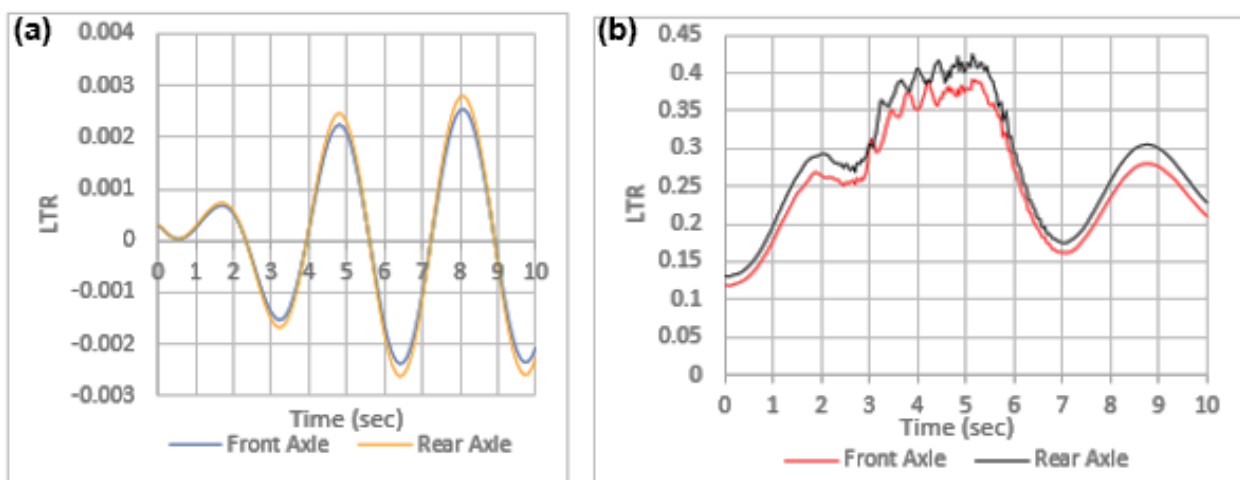 (a)
0.004
0.003
0.002
0.001
0
-0.001
-0.002
-0.003
LTR
0 1 2 3 4 5 6 7 8 9 10
Time (sec)
Front Axle Rear Axle
(b)
0.45
0.4
0.35
0.3
0.25
0.2
0.15
0.1
0.05
0
LTR
0 1 2 3 4 5 6 7 8 9 10
Time (sec)
Front Axle Rear Axle